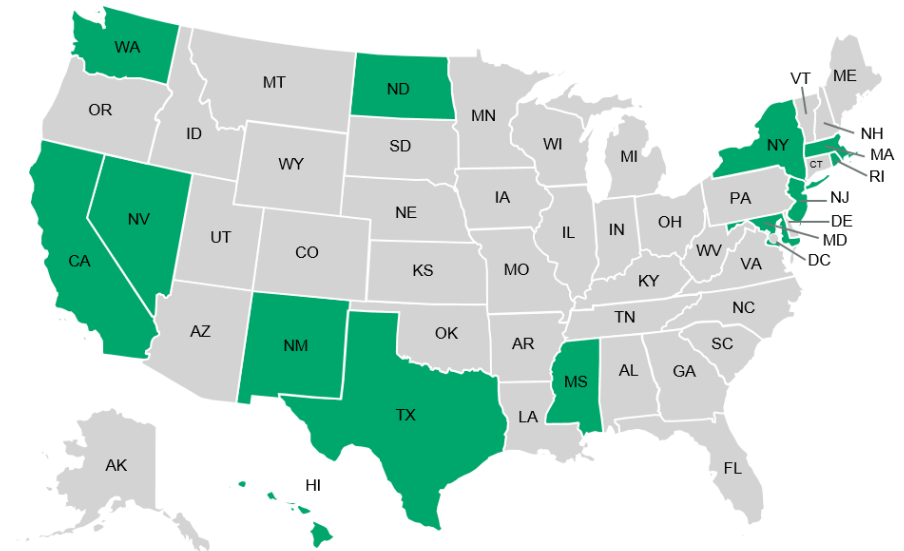 WA
MT
ND
MN
ME
VT
OR
ID
WY
SD
WI
MI
NY
NH
MA
CT
RI
NV
UT
CO
NE
IA
IL
IN
OH
PA
NJ
DE
MD
DC
CA
KS
MO
KY
WV
VA
AZ
NM
OK
AR
TN
NC
SC
TX
LA
MS
AL
GA
FL
AK
HI